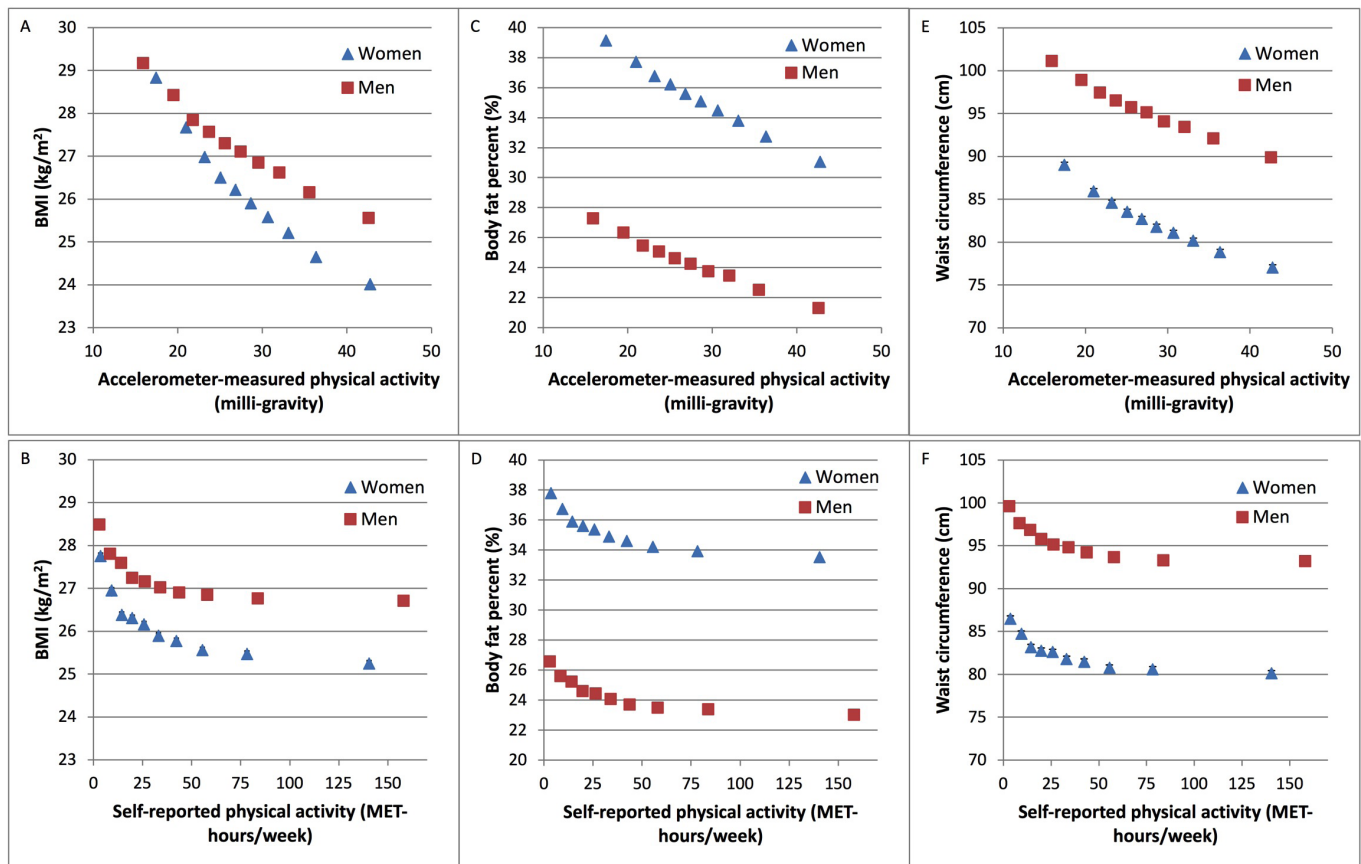 A
30
29
28
27
26
25
24
23
BMI (kg/m²)
Women
Men
10 20 30 40 50
Accelerometer-measured physical activity
(milli-gravity)
C
40
38
36
34
32
30
28
26
24
22
20
Body fat percent (%)
Women
Men
10 20 30 40 50
Accelerometer-measured physical activity
(milli-gravity)
E
105
100
95
90
85
80
75
70
Waist circumference (cm)
Women
Men
10 20 30 40 50
Accelerometer-measured physical activity
(milli-gravity)
B
30
29
28
27
26
25
24
23
BMI (kg/m²)
Women
Men
0 25 50 75 100 125 150
Self-reported physical activity (MET-
hours/week)
D
40
38
36
34
32
30
28
26
24
22
20
Body fat percent (%)
Women
Men
0 25 50 75 100 125 150
Self-reported physical activity (MET-
hours/week)
F
105
100
95
90
85
80
75
70
Waist circumference (cm)
Women
Men
0 25 50 75 100 125 150
Self-reported physical activity (MET-
hours/week)